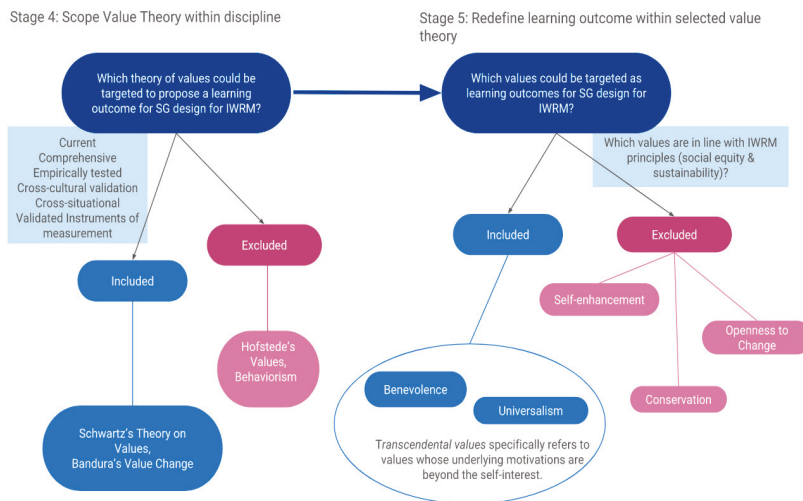 Stage 4: Scope Value Theory within discipline
Which theory of values could be
targeted to propose a learning
outcome for SG design for IWRM?
Current
Comprehensive
Empirically tested
Cross-cultural validation
Cross-situational
Validated Instruments of
measurement
Included
Excluded
Hofstede's
Values,
Behaviorism
Schwartz's Theory on
Values,
Bandura's Value Change
Stage 5: Redefine learning outcome within selected value
theory
Which values could be targeted as
learning outcomes for SG design for
IWRM?
Which values are in line with IWRM
principles (social equity &
sustainability)?
Included
Excluded
Self-enhancement
Openness to
Change
Conservation
Benevolence
Universalism
Transcendental values specifically refers to
values whose underlying motivations are
beyond the self-interest.